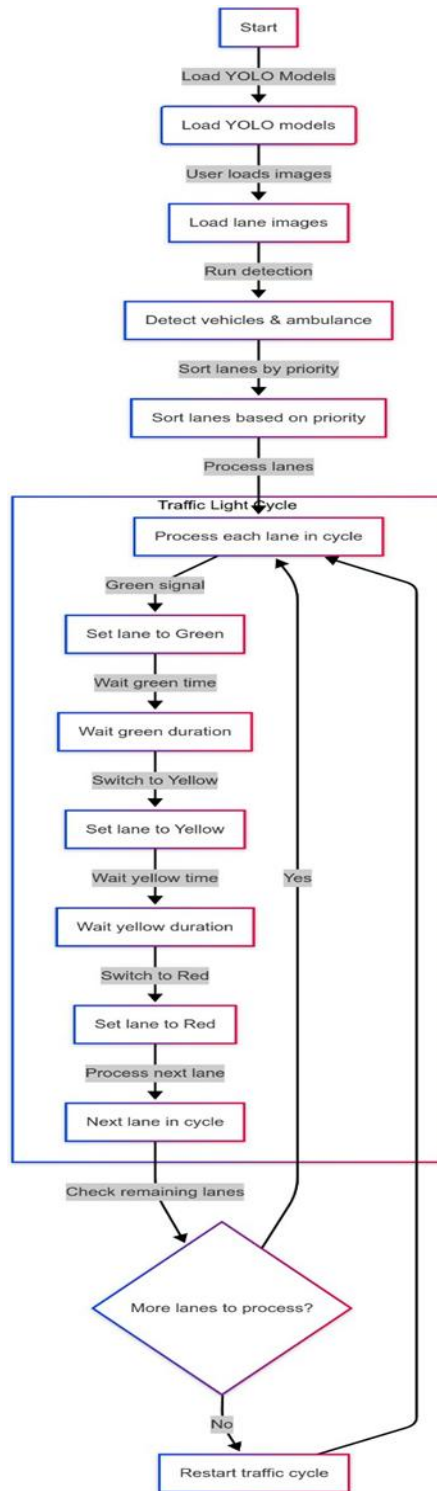 Start
Load YOLO Models
Load YOLO models
User loads images
Load lane images
Run detection
Detect vehicles & ambulance
Sort lanes by priority
Sort lanes based on priority
Process lanes
Traffic Light Cycle
Process each lane in cycle
Green signal
Set lane to Green
Wait green time
Wait green duration
Switch to Yellow
Set lane to Yellow
Wait yellow time
Yes
Wait yellow duration
Switch to Red
Set lane to Red
Process next lane
Next lane in cycle
Check remaining lanes
More lanes to process?
No
Restart traffic cycle